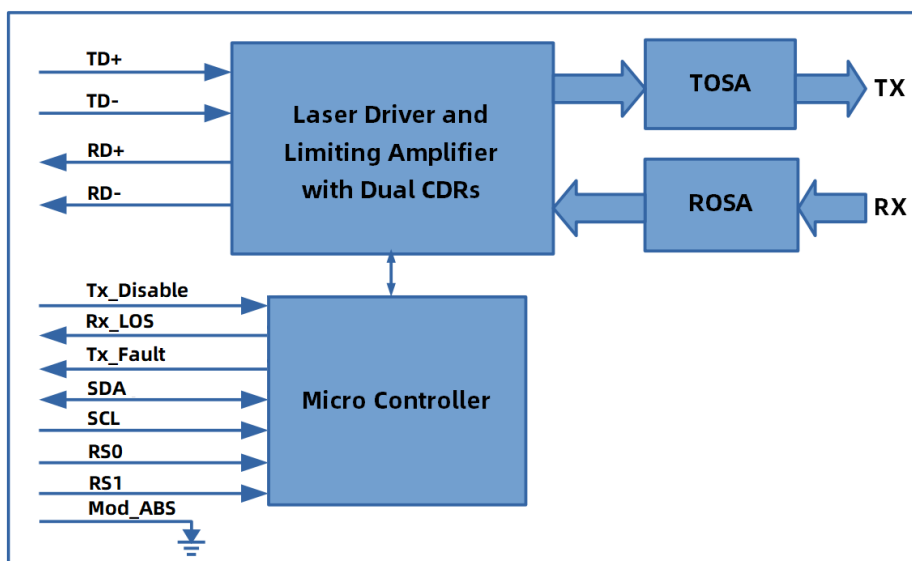 TD+
TD-
RD+
RD-
Laser Driver and
Limiting Amplifier
with Dual CDRs
TOSA
TX
ROSA
RX
Tx_Disable
Rx_LOS
Tx_Fault
SDA
SCL
RS0
RS1
Mod_ABS
Micro Controller